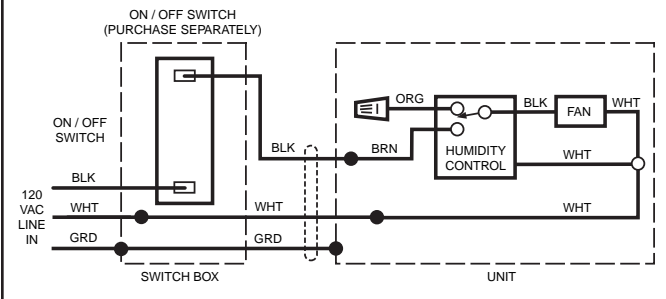 ON / OFF SWITCH
(PURCHASE SEPARATELY)
ON / OFF
SWITCH
BLK
120
VAC
LINE
IN
WHT
GRD
BLK
WHT
GRD
SWITCH BOX
ORG
BRN
HUMIDITY
CONTROL
BLK
FAN
WHT
WHT
WHT
UNIT